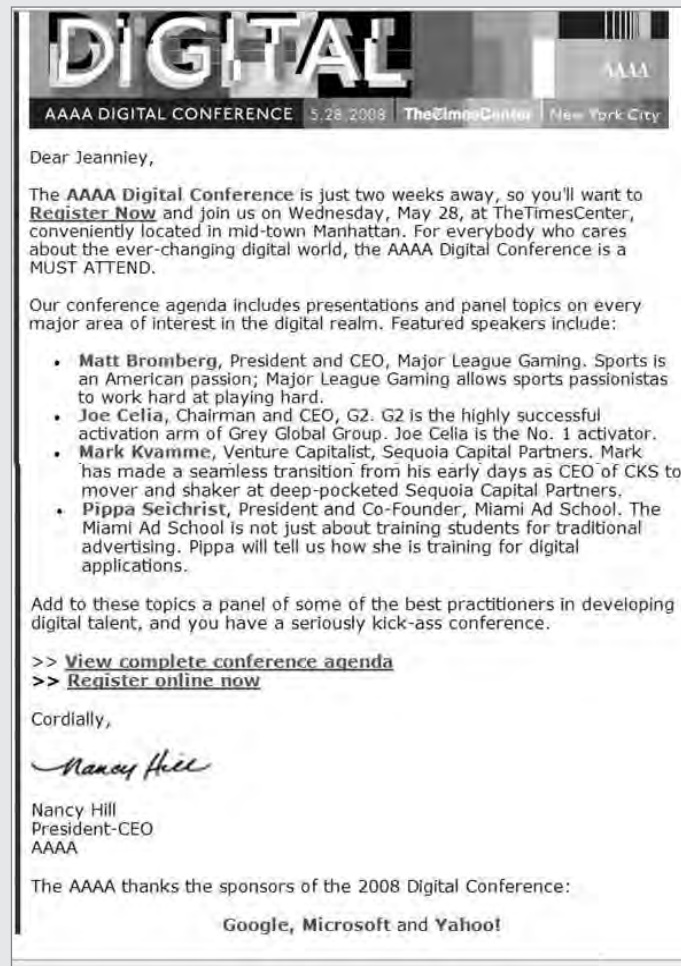 DiGiTAL
AAAA
AAAA DIGITAL CONFERENCE 5.28.2008 TheTimesCenter New York City
Dear Jeanniey,
The AAAA Digital Conference is just two weeks away, so you'll want to
Register Now and join us on Wednesday, May 28, at TheTimesCenter,
conveniently located in mid-town Manhattan. For everybody who cares
about the ever-changing digital world, the AAAA Digital Conference is a
MUST ATTEND.
Our conference agenda includes presentations and panel topics on every
major area of interest in the digital realm. Featured speakers include:
• Matt Bromberg, President and CEO, Major League Gaming. Sports is
an American passion; Major League Gaming allows sports passionistas
to work hard at playing hard.
• Joe Celia, Chairman and CEO, G2. G2 is the highly successful
activation arm of Grey Global Group. Joe Celia is the No. 1 activator.
• Mark Kvamme, Venture Capitalist, Sequoia Capital Partners. Mark
has made a seamless transition from his early days as CEO of CKS to
mover and shaker at deep-pocketed Sequoia Capital Partners.
• Pippa Seichrist, President and Co-Founder, Miami Ad School. The
Miami Ad School is not just about training students for traditional
advertising. Pippa will tell us how she is training for digital
applications.
Add to these topics a panel of some of the best practitioners in developing
digital talent, and you have a seriously kick-ass conference.
>> View complete conference agenda
>> Register online now
Cordially,
Nancy Hill
Nancy Hill
President-CEO
AAAA
The AAAA thanks the sponsors of the 2008 Digital Conference:
Google, Microsoft and Yahoo!